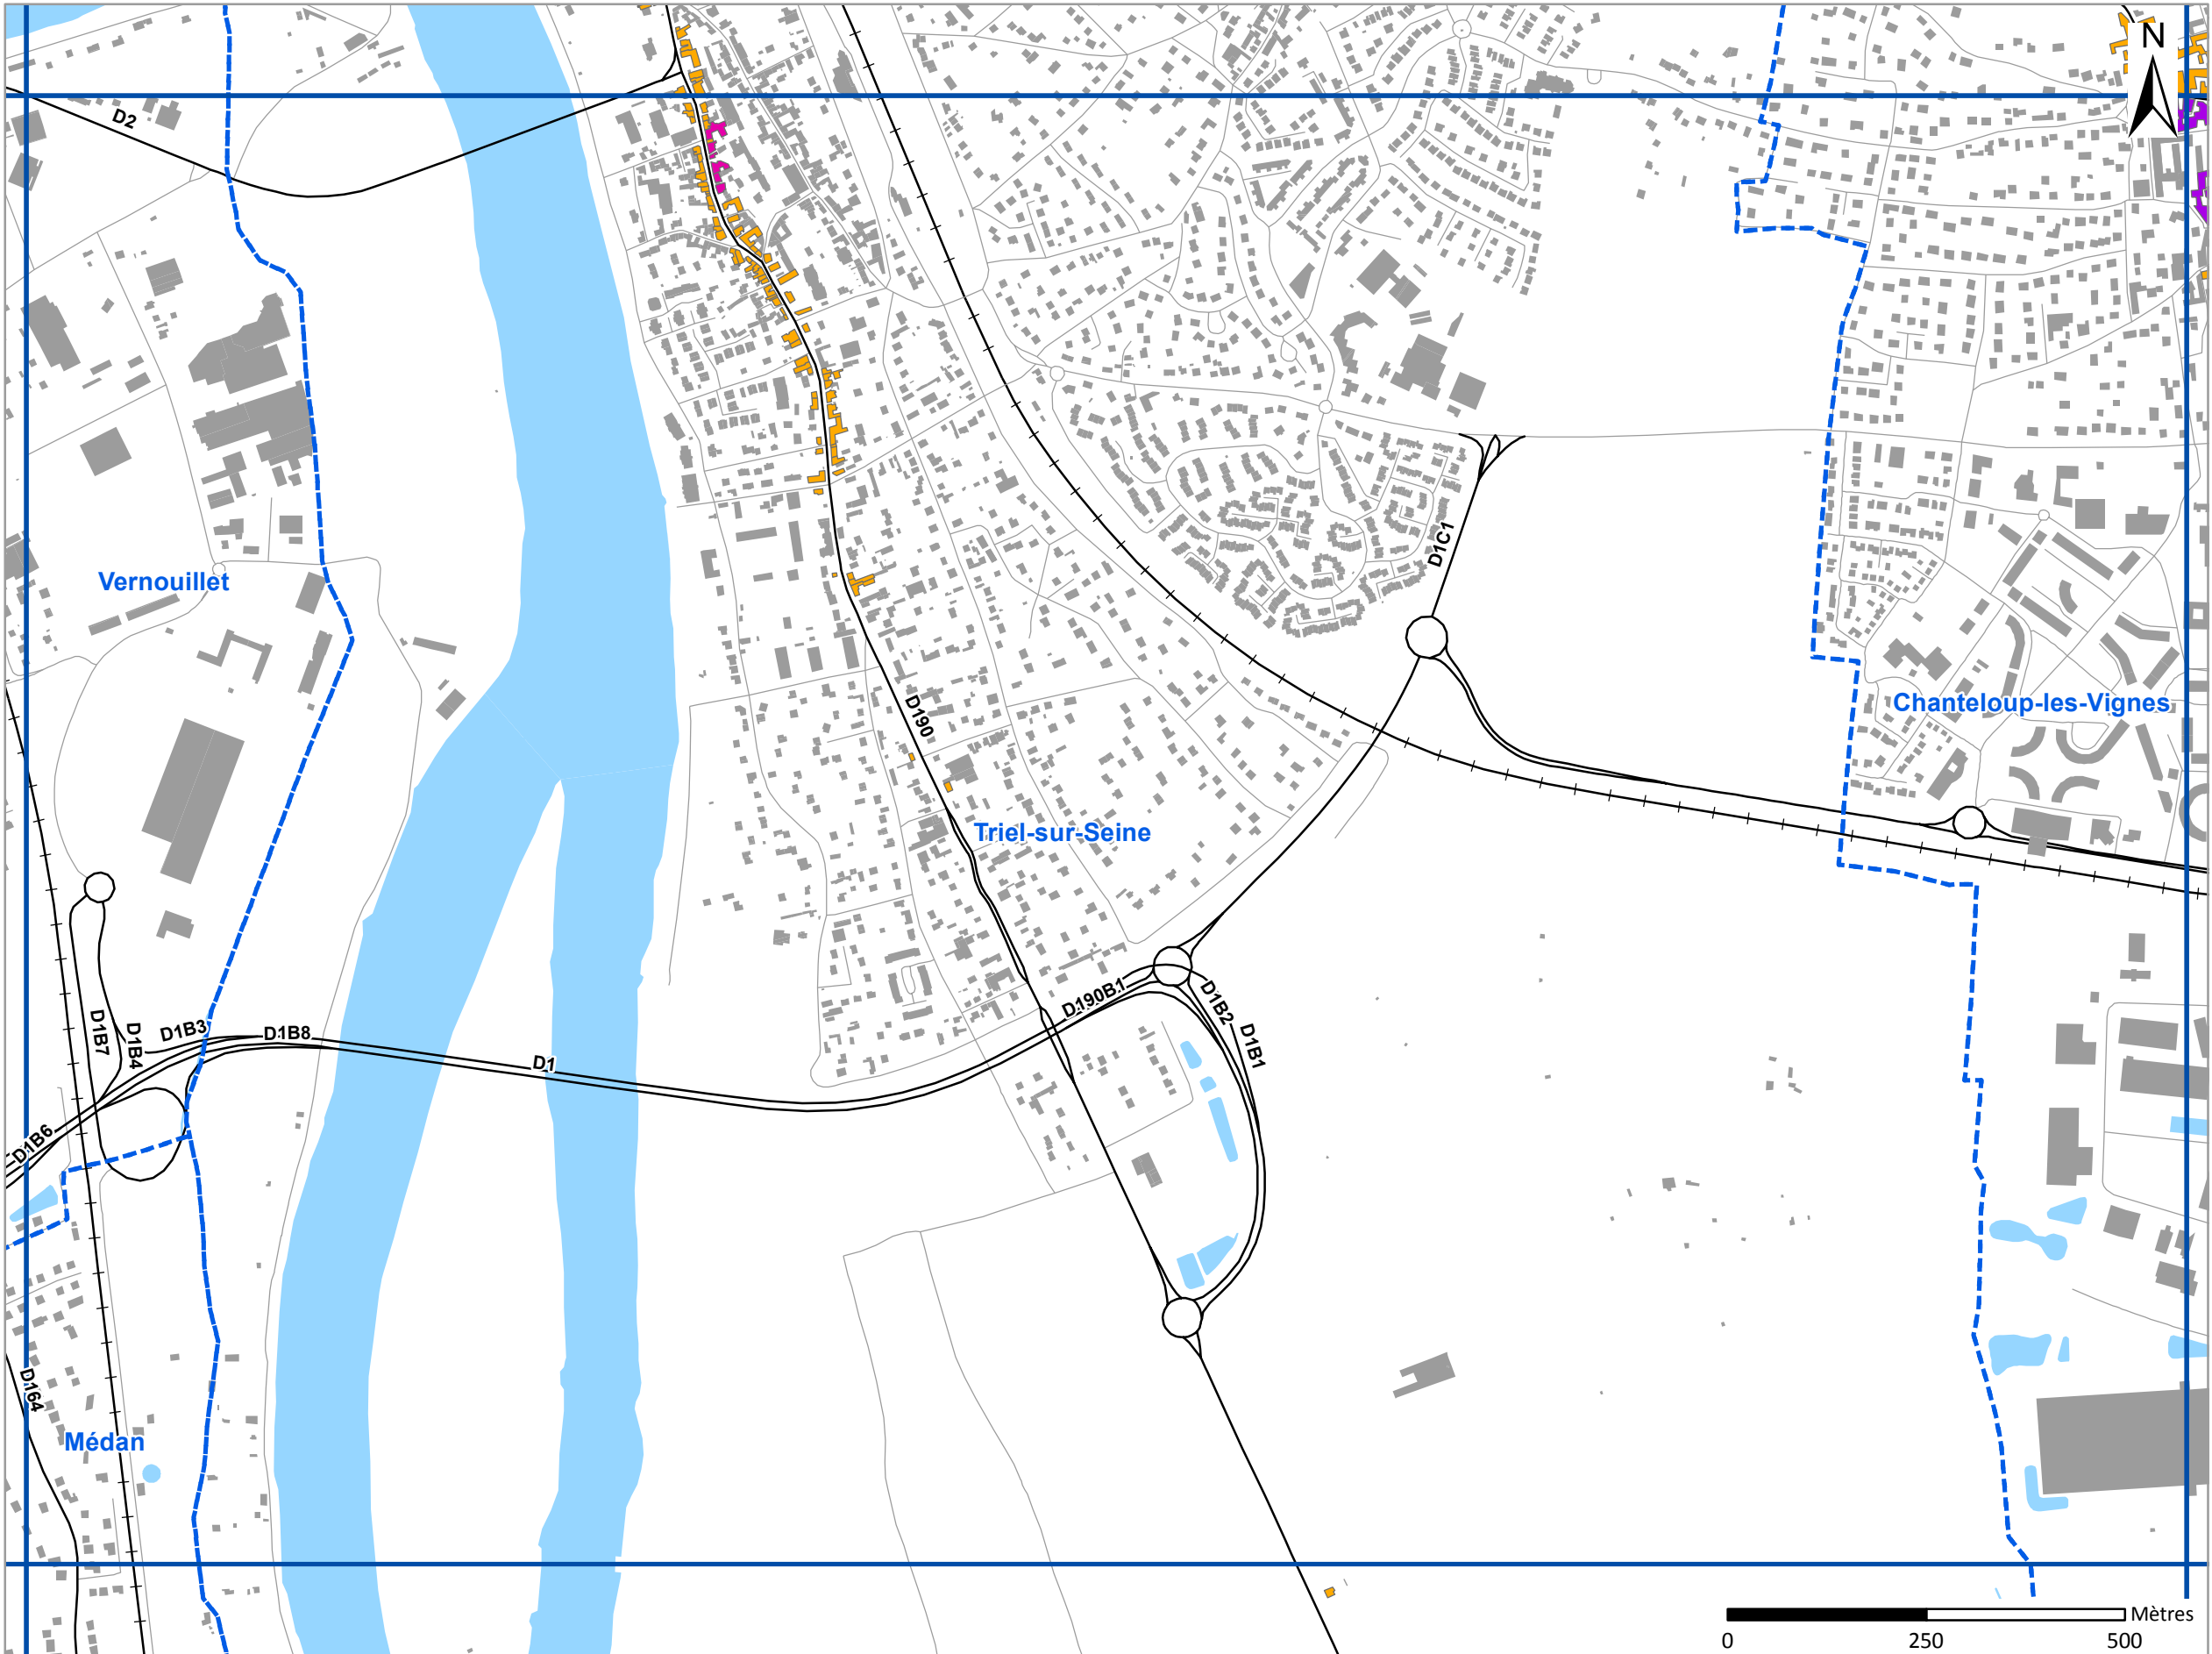 N
D2
D1C1
Vernouillet
Chanteloup-les-Vignes
D190
Triel-sur-Seine
D190B1
D1B2
D1B1
D1B7
D1B4
D1B3
D1B8
D1
D1B6
D164
Médan
Mètres
0 250 500